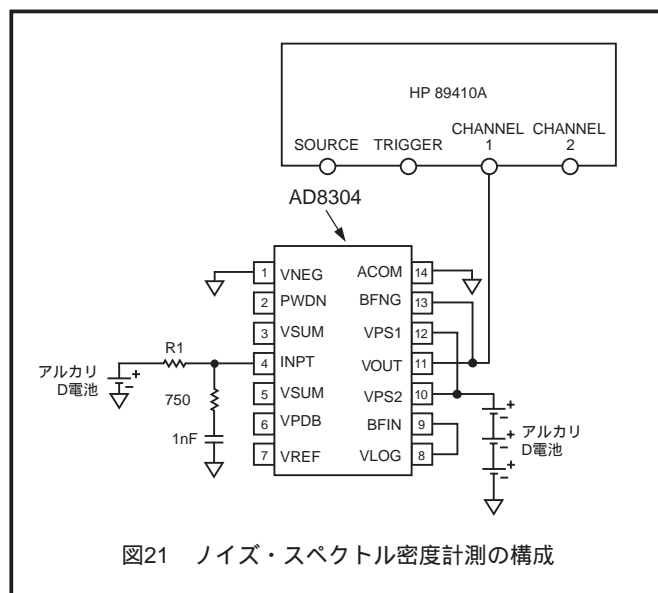 HP 89410A
SOURCE TRIGGER CHANNEL 1 CHANNEL 2
AD8304
1 VNEG ACOM 14
2 PWDN BFNG 13
3 VSUM VPS1 12
4 INPT VOUT 11
5 VSUM VPS2 10
6 VPDB BFIN 9
7 VREF VLOG 8
アルカリ
D電池
+
-
R1
750
1nF
+
-
+
-
+
-
アルカリ
D電池
図21 ノイズ・スペクトル密度計測の構成